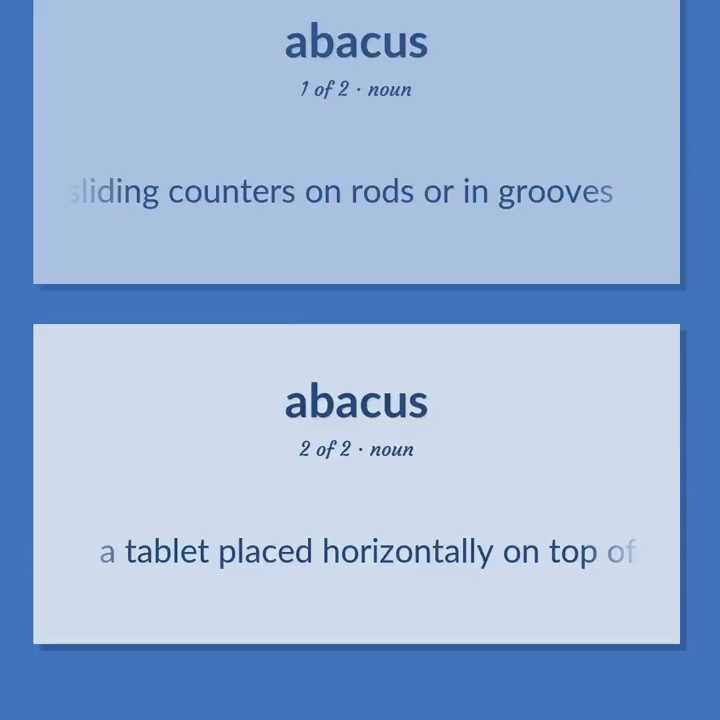 abacus
1 of 2 · noun
sliding counters on rods or in grooves
abacus
2 of 2 · noun
a tablet placed horizontally on top of